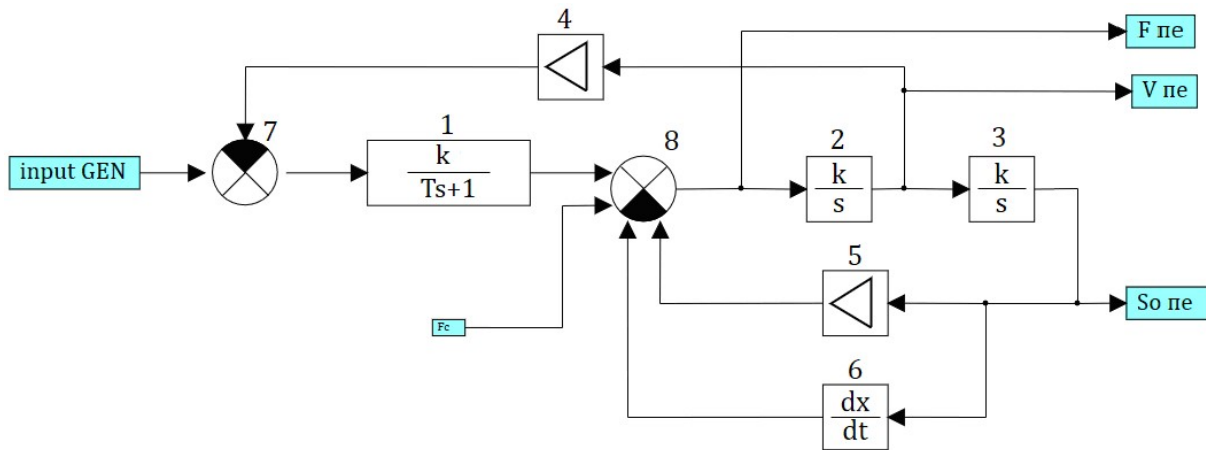 4
F пе
V пе
7
1
8
2
3
input GEN
k
Ts+1
k
s
k
s
5
Fc
So пе
6
dx
dt